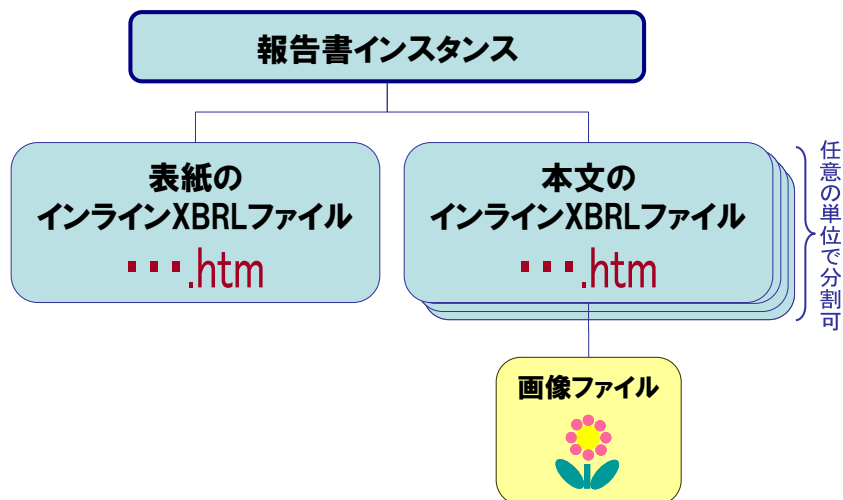 報告書インスタンス
表紙の
インラインXBRLファイル
▪▪▪.htm
本文の
インラインXBRLファイル
▪▪▪.htm
任意の単位で分割可
画像ファイル